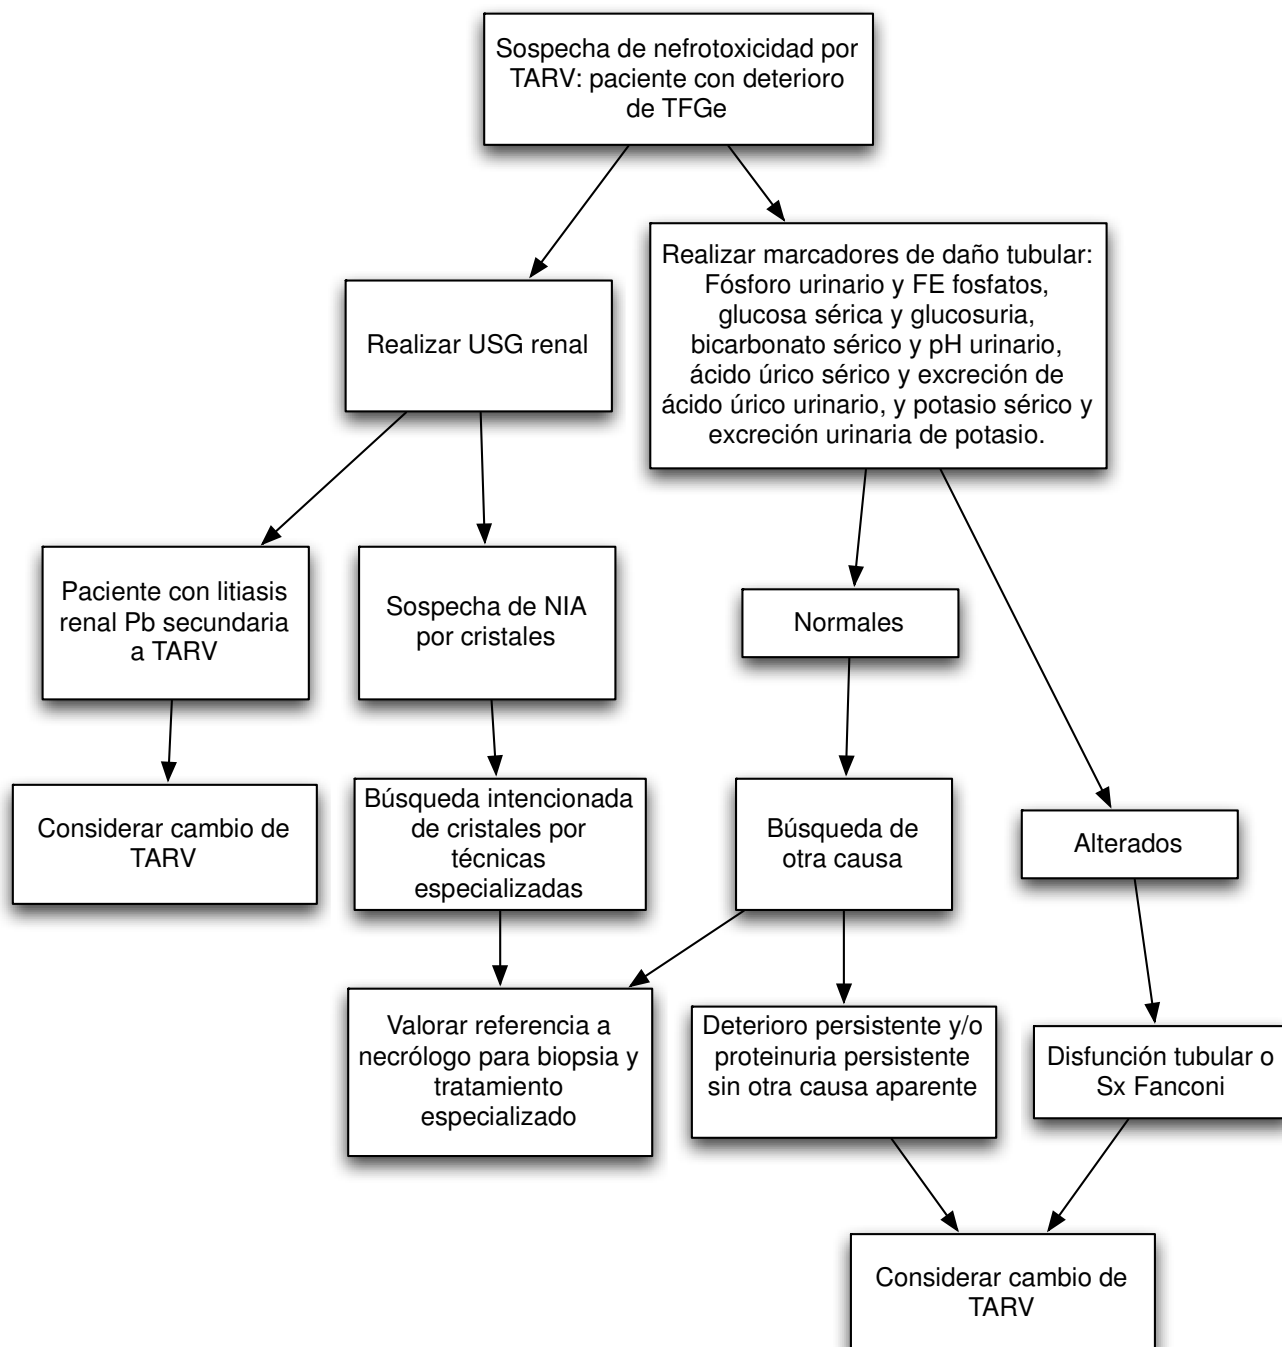 Sospecha de nefrotoxicidad por
TARV: paciente con deterioro
de TFGe
Realizar marcadores de daño tubular:
Fósforo urinario y FE fosfatos,
glucosa sérica y glucosuria,
bicarbonato sérico y pH urinario,
ácido úrico sérico y excreción de
ácido úrico urinario, y potasio sérico y
excreción urinaria de potasio.
Realizar USG renal
Paciente con litiasis
renal Pb secundaria
a TARV
Sospecha de NIA
por cristales
Normales
Considerar cambio de
TARV
Búsqueda intencionada
de cristales por
técnicas
especializadas
Búsqueda de
otra causa
Alterados
Valorar referencia a
necrólogo para biopsia y
tratamiento
especializado
Deterioro persistente y/o
proteinuria persistente
sin otra causa aparente
Disfunción tubular o
Sx Fanconi
Considerar cambio de
TARV